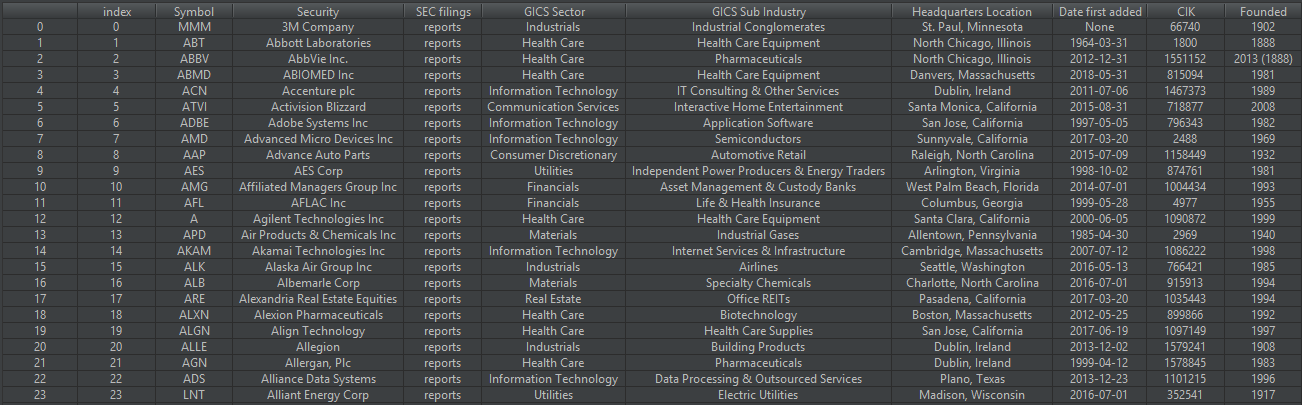 index Symbol Security SEC filings GICS Sector GICS Sub Industry Headquarters Location Date first added CIK Founded
0 0 MMM 3M Company reports Industrials Industrial Conglomerates St. Paul, Minnesota None 66740 1902
1 1 ABT Abbott Laboratories reports Health Care Health Care Equipment North Chicago, Illinois 1964-03-31 1800 1888
2 2 ABBV AbbVie Inc. reports Health Care Pharmaceuticals North Chicago, Illinois 2012-12-31 1551152 2013 (1888)
3 3 ABMD ABIOMED Inc reports Health Care Health Care Equipment Danvers, Massachusetts 2018-05-31 815094 1981
4 4 ACN Accenture plc reports Information Technology IT Consulting & Other Services Dublin, Ireland 2011-07-06 1467373 1989
5 5 ATVI Activision Blizzard reports Communication Services Interactive Home Entertainment Santa Monica, California 2015-08-31 718877 2008
6 6 ADBE Adobe Systems Inc reports Information Technology Application Software San Jose, California 1997-05-05 796343 1982
7 7 AMD Advanced Micro Devices Inc reports Information Technology Semiconductors Sunnyvale, California 2017-03-20 2488 1969
8 8 AAP Advance Auto Parts reports Consumer Discretionary Automotive Retail Raleigh, North Carolina 2015-07-09 1158449 1932
9 9 AES AES Corp reports Utilities Independent Power Producers & Energy Traders Arlington, Virginia 1998-10-02 874761 1981
10 10 AMG Affiliated Managers Group Inc reports Financials Asset Management & Custody Banks West Palm Beach, Florida 2014-07-01 1004434 1993
11 11 AFL AFLAC Inc reports Financials Life & Health Insurance Columbus, Georgia 1999-05-28 4977 1955
12 12 A Agilent Technologies Inc reports Health Care Health Care Equipment Santa Clara, California 2000-06-05 1090872 1999
13 13 APD Air Products & Chemicals Inc reports Materials Industrial Gases Allentown, Pennsylvania 1985-04-30 2969 1940
14 14 AKAM Akamai Technologies Inc reports Information Technology Internet Services & Infrastructure Cambridge, Massachusetts 2007-07-12 1086222 1998
15 15 ALK Alaska Air Group Inc reports Industrials Airlines Seattle, Washington 2016-05-13 766421 1985
16 16 ALB Albemarle Corp reports Materials Specialty Chemicals Charlotte, North Carolina 2016-07-01 915913 1994
17 17 ARE Alexandria Real Estate Equities reports Real Estate Office REITs Pasadena, California 2017-03-20 1035443 1994
18 18 ALXN Alexion Pharmaceuticals reports Health Care Biotechnology Boston, Massachusetts 2012-05-25 899866 1992
19 19 ALGN Align Technology reports Health Care Health Care Supplies San Jose, California 2017-06-19 1097149 1997
20 20 ALLE Allegion reports Industrials Building Products Dublin, Ireland 2013-12-02 1579241 1908
21 21 AGN Allergan, Plc reports Health Care Pharmaceuticals Dublin, Ireland 1999-04-12 1578845 1983
22 22 ADS Alliance Data Systems reports Information Technology Data Processing & Outsourced Services Plano, Texas 2013-12-23 1101215 1996
23 23 LNT Alliant Energy Corp reports Utilities Electric Utilities Madison, Wisconsin 2016-07-01 352541 1917